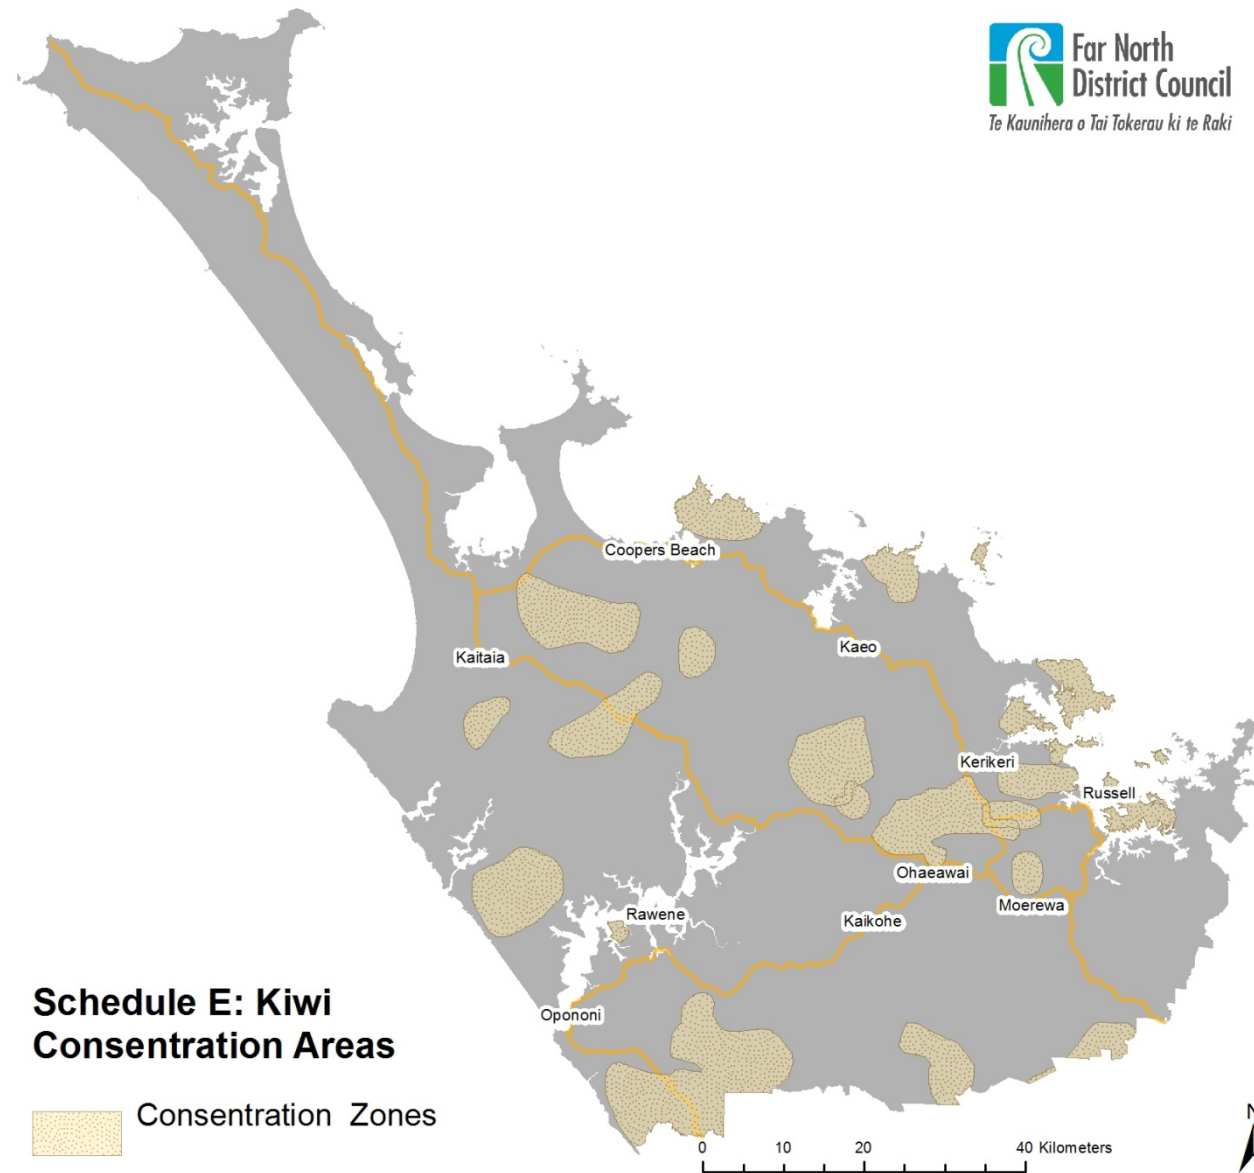 Far North
District Council
Te Kaunihera o Tai Tokerau ki te Raki
Coopers Beach
Kaitaia
Kaeo
Kerikeri
Russell
Ohaeawai
Moerewa
Rawene
Kaikohe
Opononi
Schedule E: Kiwi
Consentration Areas
Consentration Zones
N
0 10 20 40 Kilometers